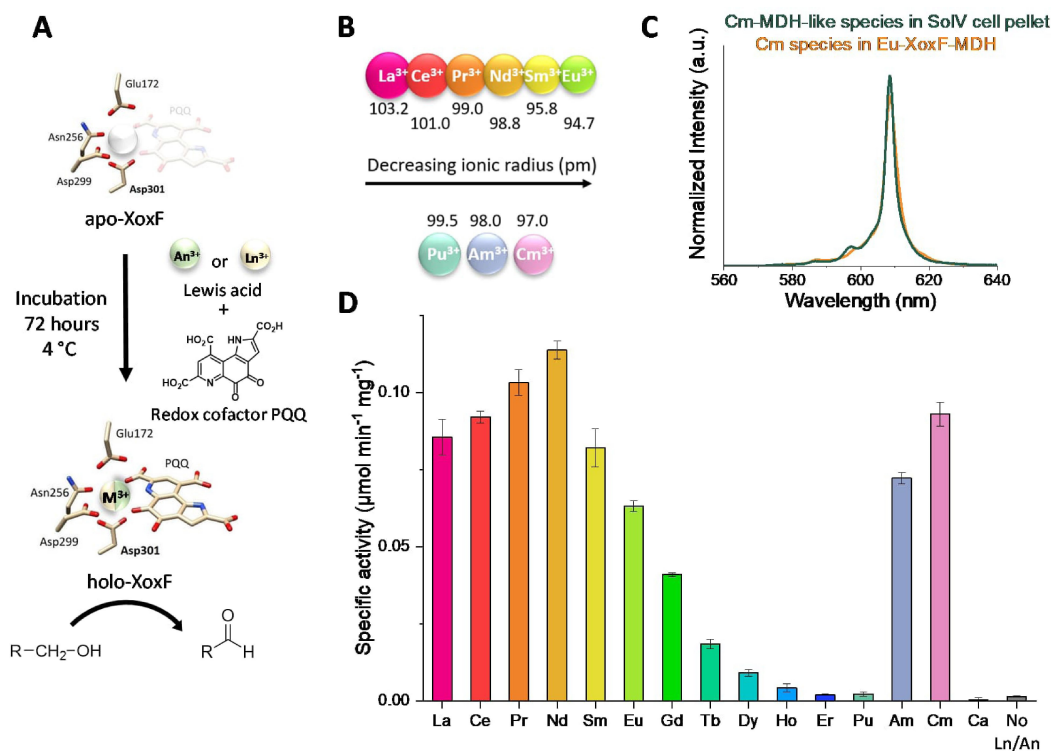 A
Glu172
PQQ
Asn256
Asp299
Asp301
apo-XoxF
An³⁺ or Ln³⁺
Lewis acid
+
Incubation
72 hours
4 °C
CO₂H
HO₂C
HN
CO₂H
HO₂C
N
O
O
Redox cofactor PQQ
Glu172
PQQ
Asn256
M³⁺
Asp299
Asp301
holo-XoxF
R—CH₂—OH
O
R
H
B
La³⁺ Ce³⁺ Pr³⁺ Nd³⁺ Sm³⁺ Eu³⁺
103.2 99.0 95.8
101.0 98.8 94.7
Decreasing ionic radius (pm)
99.5 98.0 97.0
Pu³⁺ Am³⁺ Cm³⁺
C
Cm-MDH-like species in SolV cell pellet
Cm species in Eu-XoxF-MDH
Normalized Intensity (a.u.)
560 580 600 620 640
Wavelength (nm)
D
Specific activity (µmol min⁻¹ mg⁻¹)
0.10
0.05
0.00
La Ce Pr Nd Sm Eu Gd Tb Dy Ho Er Pu Am Cm Ca No
Ln/An